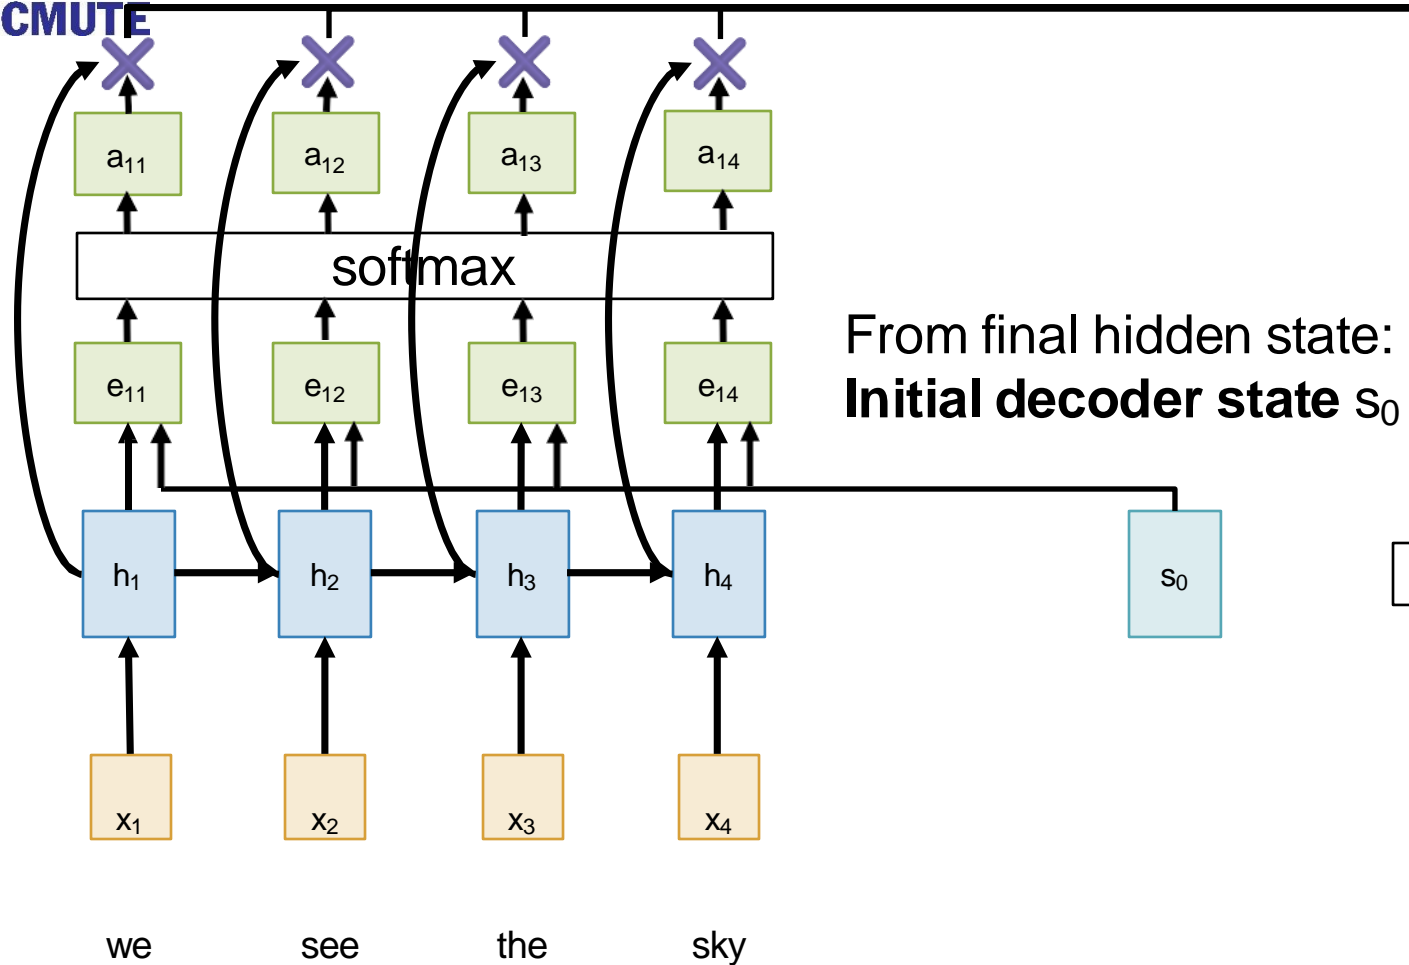 CMUTE
a₁₁ a₁₂ a₁₃ a₁₄
softmax
From final hidden state:
e₁₁ e₁₂ e₁₃ e₁₄ Initial decoder state s₀
h₁ h₂ h₃ h₄ s₀
x₁ x₂ x₃ x₄
we see the sky